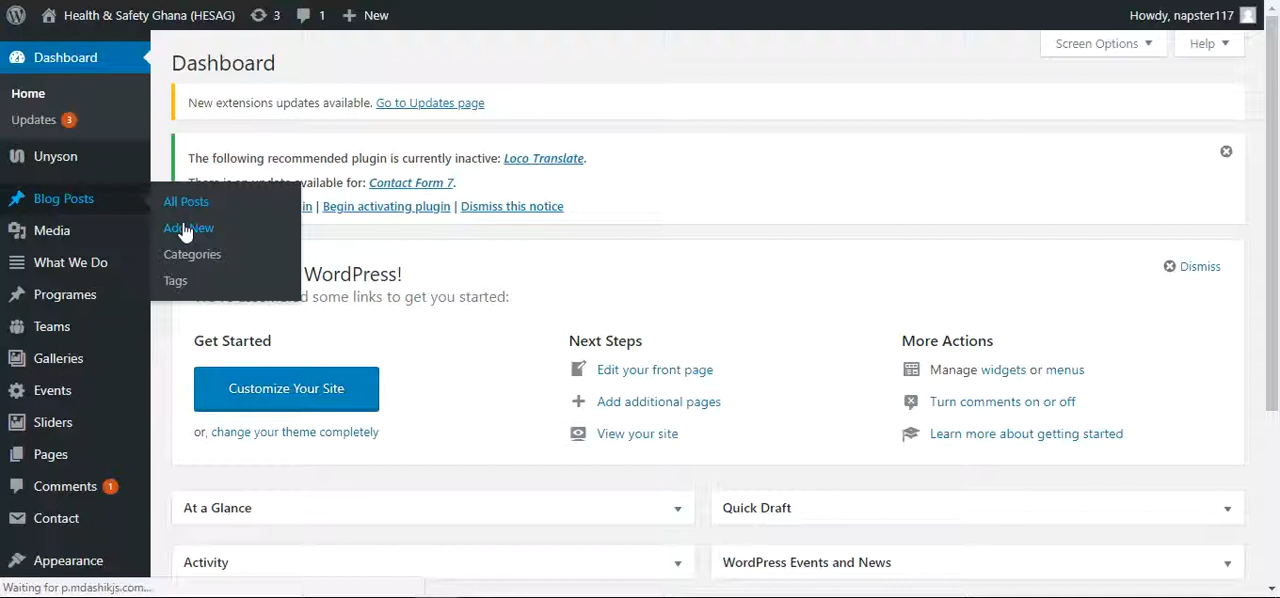 Health & Safety Ghana (HESAG) 3 1 New Howdy, napster117
Dashboard
Home
Updates 3
Unyson
Blog Posts
Media
What We Do
Programes
Teams
Galleries
Events
Sliders
Pages
Comments 1
Contact
Appearance
All Posts
Add New
Categories
Tags
Screen Options Help
Dashboard
New extensions updates available. Go to Updates page
The following recommended plugin is currently inactive: Loco Translate.
available for: Contact Form 7.
| Begin activating plugin | Dismiss this notice
WordPress! Dismiss
some links to get you started:
Get Started
Customize Your Site
or, change your theme completely
Next Steps
Edit your front page
Add additional pages
View your site
More Actions
Manage widgets or menus
Turn comments on or off
Learn more about getting started
At a Glance
Quick Draft
Activity
WordPress Events and News
Waiting for p.mdashikjs.com...